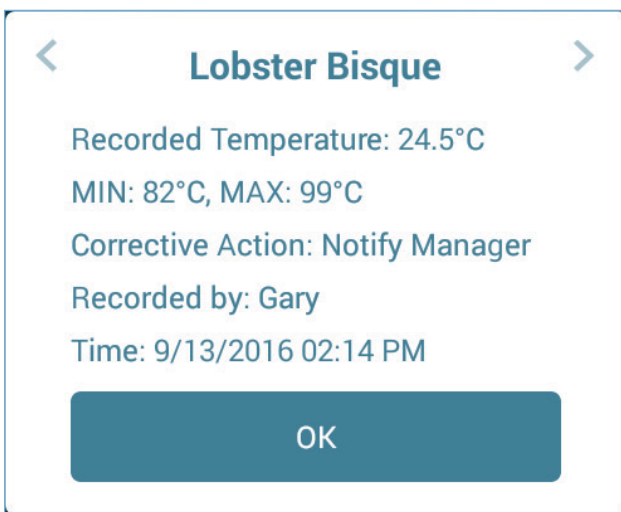 Lobster Bisque
Recorded Temperature: 24.5°C
MIN: 82°C, MAX: 99°C
Corrective Action: Notify Manager
Recorded by: Gary
Time: 9/13/2016 02:14 PM
OK